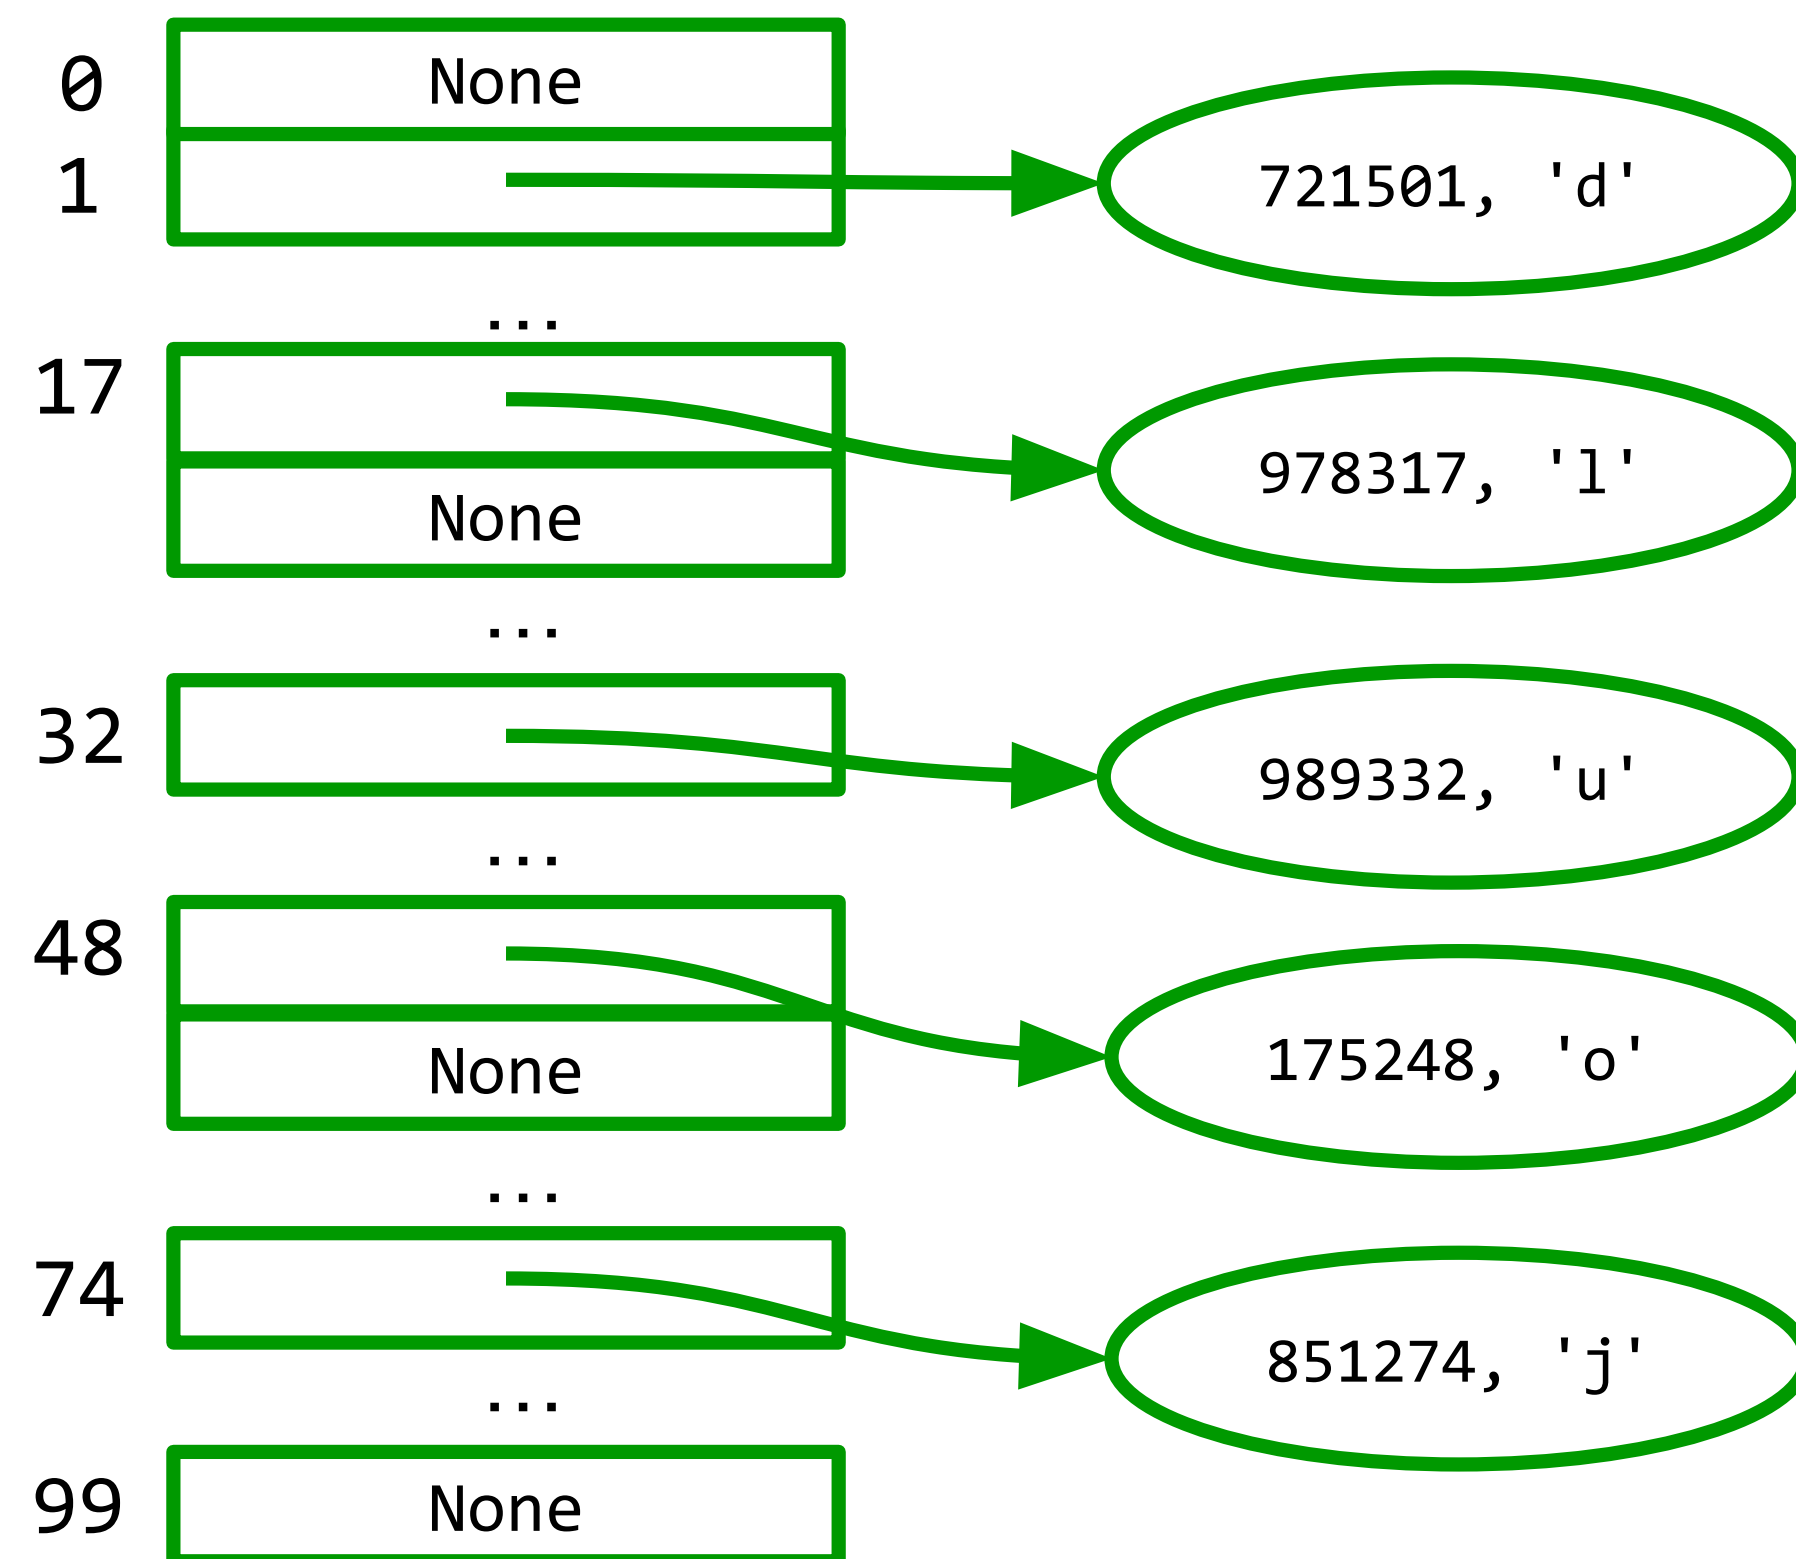 0 None
1 721501, 'd'
...
17 978317, 'l'
None
...
32 989332, 'u'
...
48 175248, 'o'
None
...
74 851274, 'j'
...
99 None